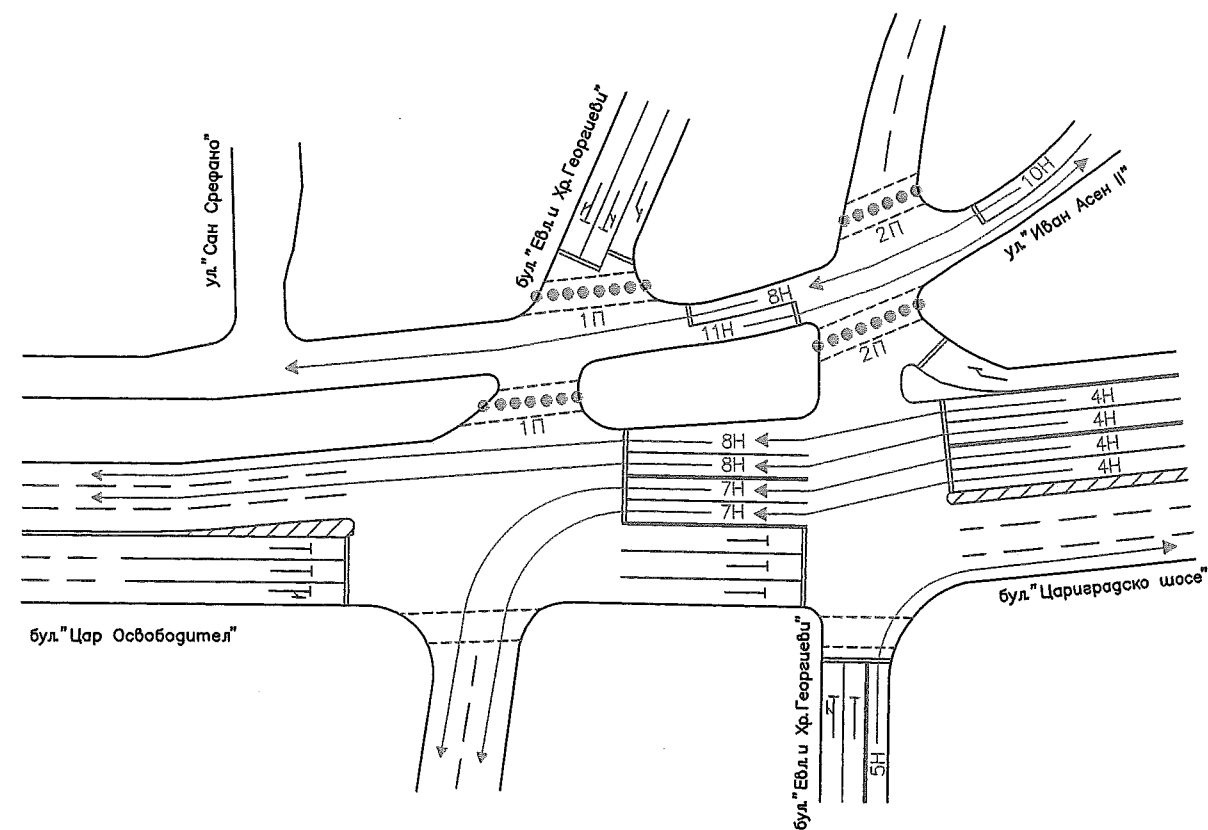 ул."Сан Срефано"
бул."Евл.и Хр.Георгиеви"
10Н
ул."Иван Асен II"
2П
8Н
11Н
1П
2П
1П
4Н
4Н
4Н
4Н
8Н
8Н
7Н
7Н
бул."Цариградско шосе"
бул."Цар Освободител"
бул."Евл.и Хр.Георгиеви"
5Н